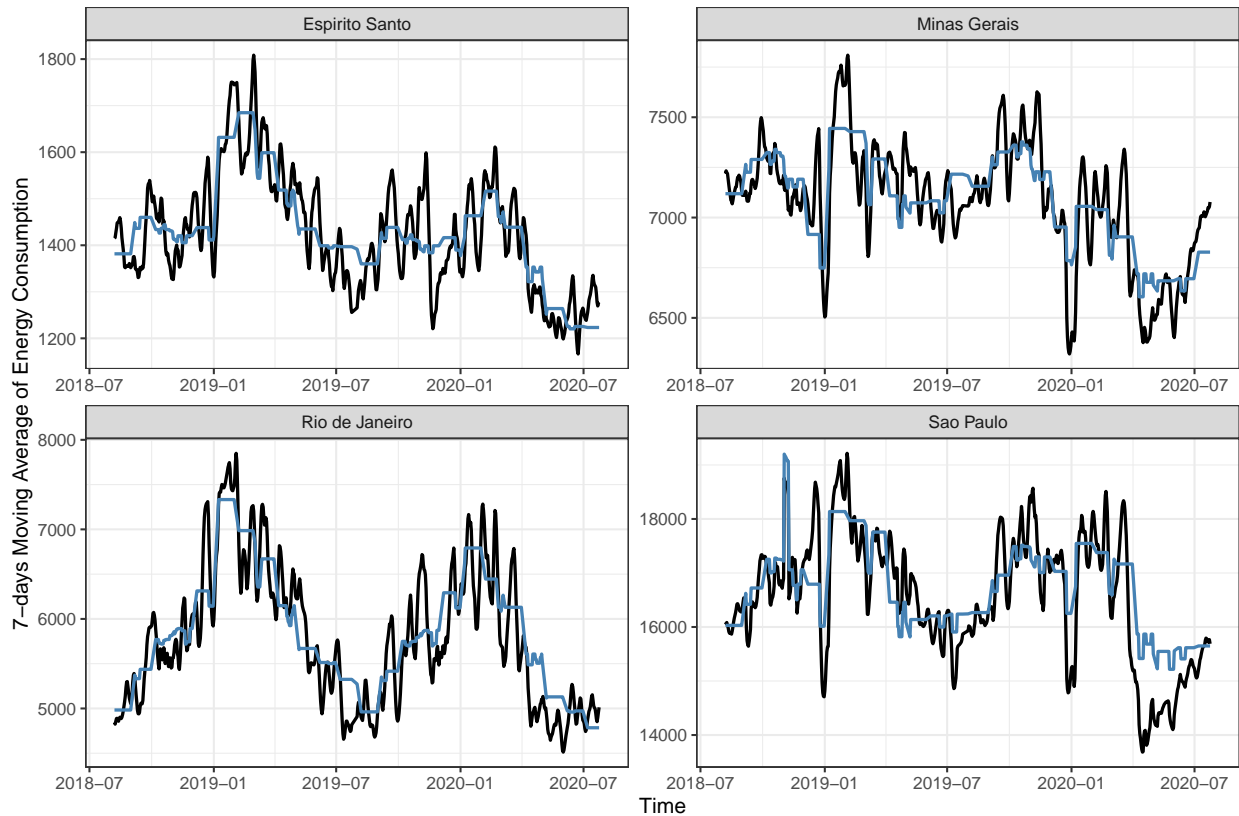 Espirito Santo
Minas Gerais
1800
1600
1400
1200
7500
7000
6500
2018−07 2019−01 2019−07 2020−01 2020−07
2018−07 2019−01 2019−07 2020−01 2020−07
Rio de Janeiro
Sao Paulo
8000
7000
6000
5000
18000
16000
14000
2018−07 2019−01 2019−07 2020−01 2020−07
2018−07 2019−01 2019−07 2020−01 2020−07
Time
7−days Moving Average of Energy Consumption